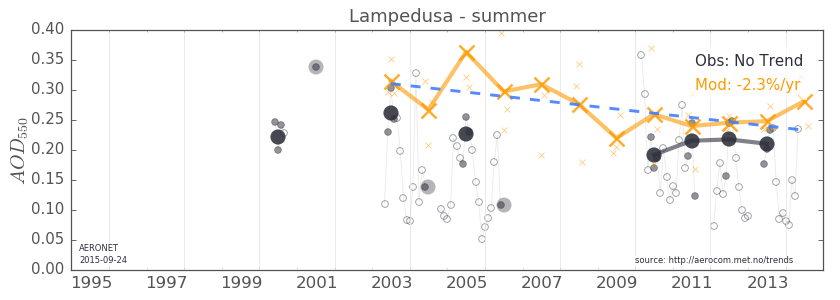 Lampedusa - summer
0.40
0.35
0.30
0.25
0.20
0.15
0.10
0.05
0.00
AOD550
Obs: No Trend
Mod: -2.3%/yr
AERONET
2015-09-24
source: http://aerocom.met.no/trends
1995 1997 1999 2001 2003 2005 2007 2009 2011 2013